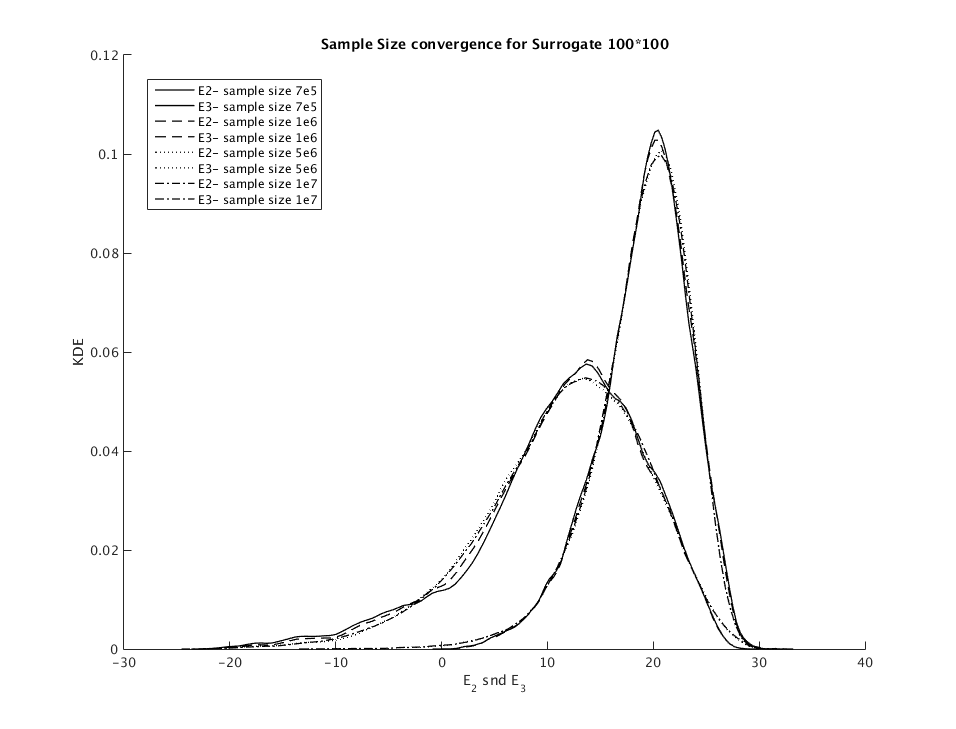 Sample Size convergence for Surrogate 100*100
0.12
0.1
0.08
0.06
0.04
0.02
0
KDE
E2- sample size 7e5
E3- sample size 7e5
E2- sample size 1e6
E3- sample size 1e6
E2- sample size 5e6
E3- sample size 5e6
E2- sample size 1e7
E3- sample size 1e7
-30 -20 -10 0 10 20 30 40
E2 snd E3